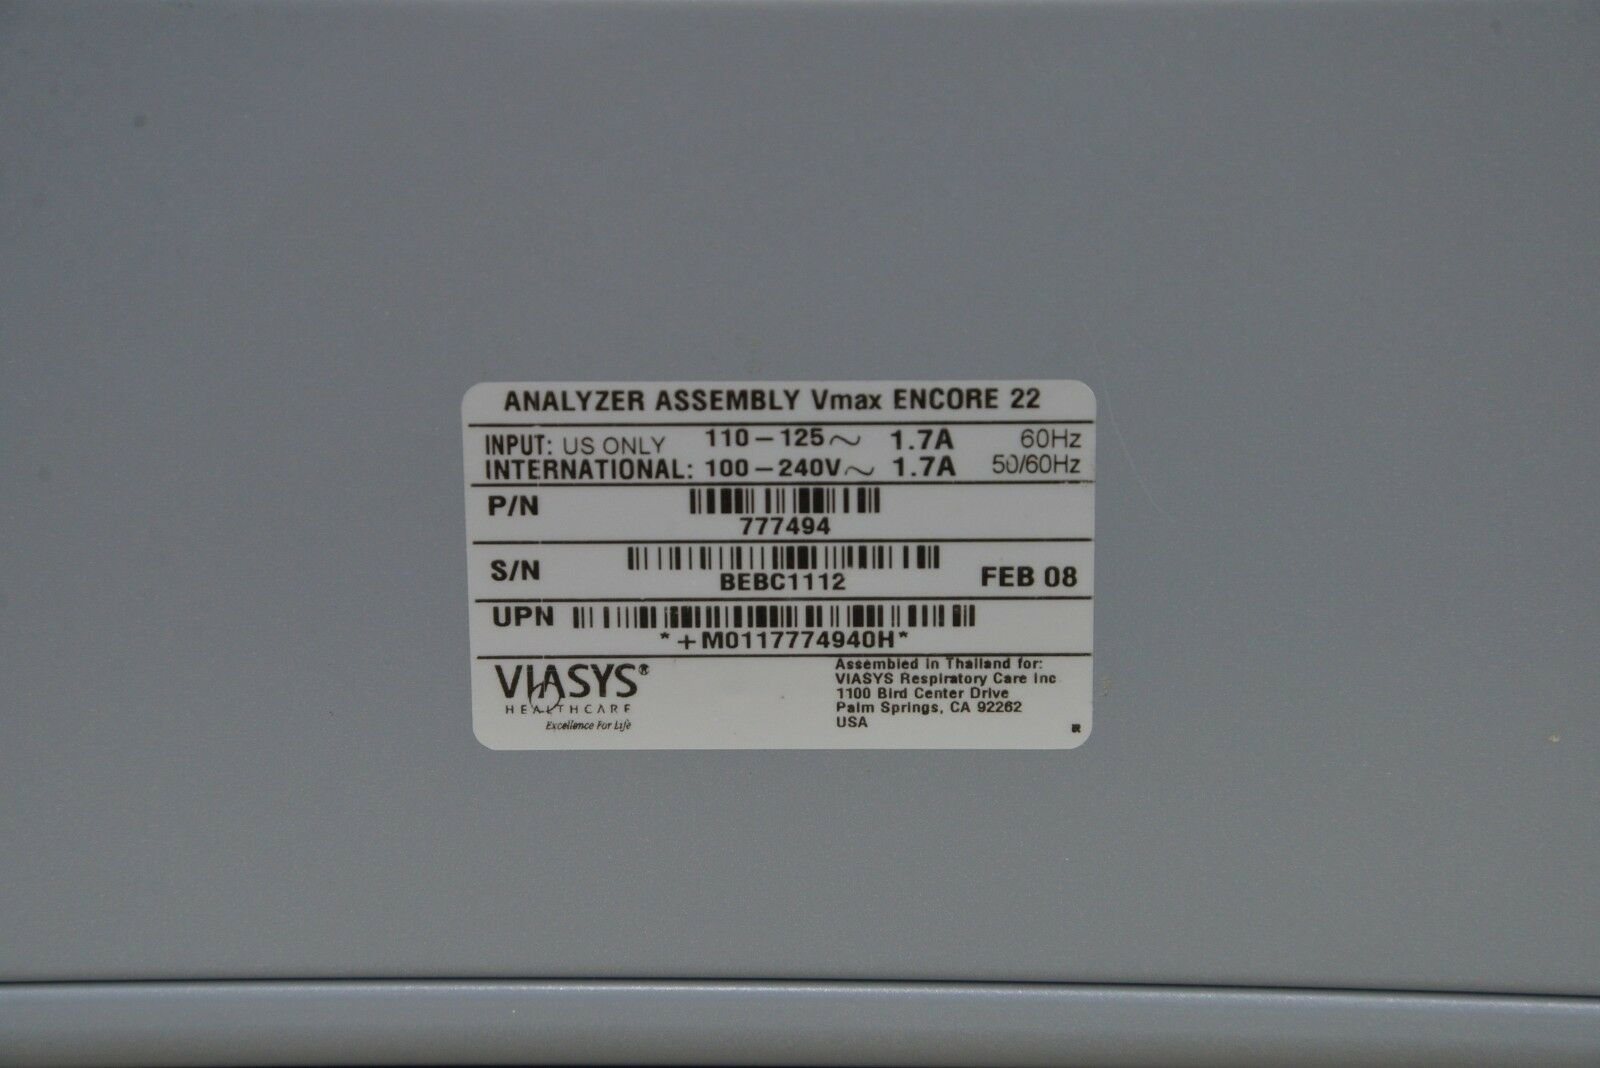 ANALYZER ASSEMBLY Vmax ENCORE 22
INPUT: US ONLY 110-125~ 1.7A 60Hz
INTERNATIONAL: 100-240V~ 1.7A 50/60Hz
P/N
777494
S/N
BEBC1112 FEB 08
UPN
*+M0117774940H*
VIASYS®
HEALTHCARE
Excellence For Life
Assembled in Thailand for:
VIASYS Respiratory Care Inc
1100 Bird Center Drive
Palm Springs, CA 92262
USA